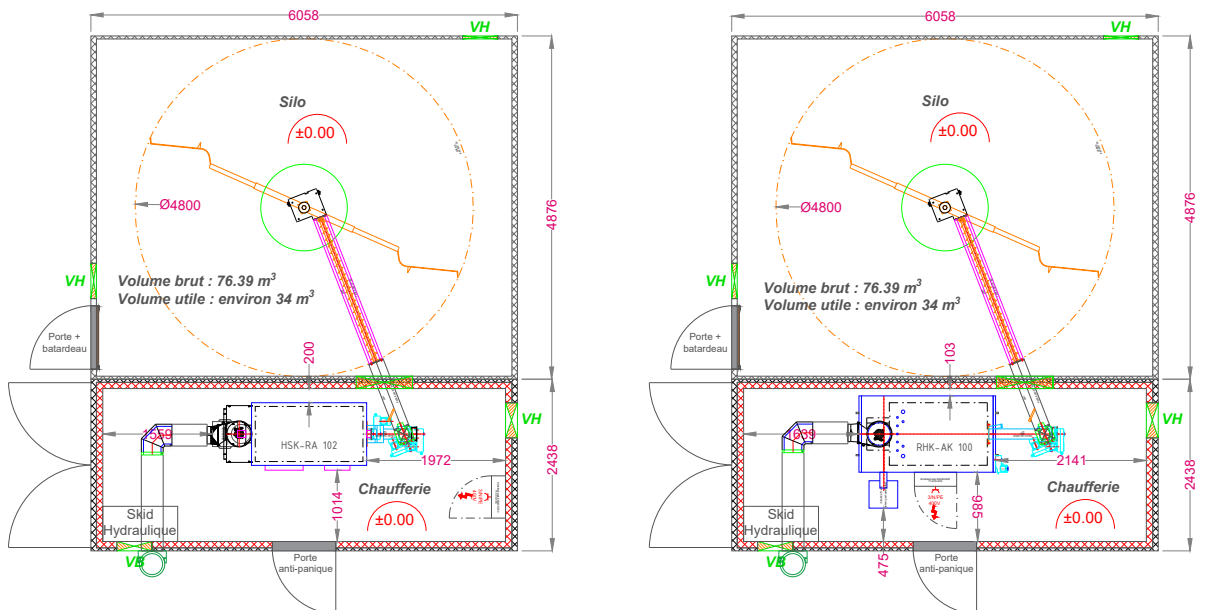 6058
VH
Silo
±0.00
Ø4800
4876
VH
Volume brut : 76.39 m³
Volume utile : environ 34 m³
Porte +
batardeau
200
HSK-RA 102
VH
1972
2438
1014
Chaufferie
±0.00
Skid
Hydraulique
VB
Porte
anti-panique
6058
VH
Silo
±0.00
Ø4800
4876
VH
Volume brut : 76.39 m³
Volume utile : environ 34 m³
Porte +
batardeau
103
RHK-AK 100
VH
2141
2438
985
Chaufferie
3/N/PE
400V
±0.00
Skid
Hydraulique
475
VB
Porte
anti-panique